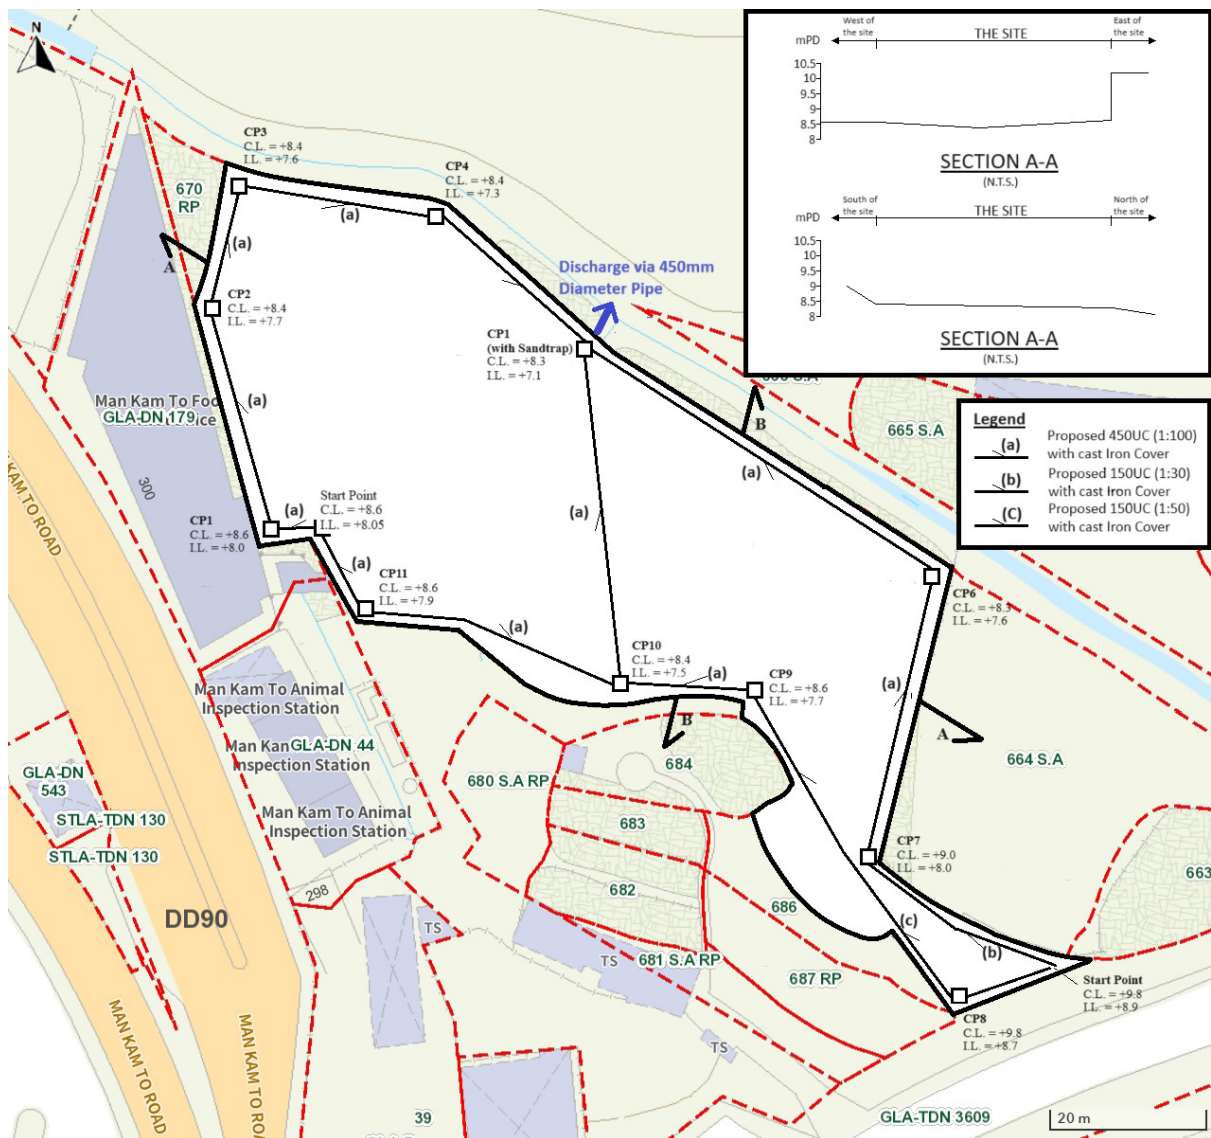 N
West of
the site
THE SITE
East of
the site
mPD
10.5
10
9.5
9
8.5
8
SECTION A-A
(N.T.S.)
South of
the site
THE SITE
North of
the site
mPD
10.5
10
9.5
9
8.5
8
SECTION A-A
(N.T.S.)
Legend
(a)
Proposed 450UC (1:100)
with cast Iron Cover
(b)
Proposed 150UC (1:30)
with cast Iron Cover
(C)
Proposed 150UC (1:50)
with cast Iron Cover
CP3
C.L. = +8.4
I.L. = +7.6
CP4
C.L. = +8.4
I.L. = +7.3
670
RP
(a)
(a)
A
Discharge via 450mm
Diameter Pipe
CP2
C.L. = +8.4
I.L. = +7.7
CP1
(with Sandtrap)
C.L. = +8.3
I.L. = +7.1
(a)
Man Kam To
GLA-DN 179
300
B
665 S.A
(a)
Start Point
C.L. = +8.6
I.L. = +8.05
(a)
CP1
C.L. = +8.6
I.L. = +8.0
(a)
(a)
CP11
C.L. = +8.6
I.L. = +7.9
(a)
CP6
C.L. = +8.3
I.L. = +7.6
CP10
C.L. = +8.4
I.L. = +7.5
(a)
CP9
C.L. = +8.6
I.L. = +7.7
(a)
B
A
664 S.A
MAN KAM TO ROAD
Man Kam To Animal
Inspection Station
GLA-DN 44
Inspection Station
Man Kam To Animal
Inspection Station
GLA-DN
543
STLA-TDN 130
STLA-TDN 130
684
680 S.A RP
683
682
CP7
C.L. = +9.0
I.L. = +8.0
663
686
298
DD90
TS
TS
681 S.A RP
687 RP
(c)
(b)
Start Point
C.L. = +9.8
I.L. = +8.9
CP8
C.L. = +9.8
I.L. = +8.7
TS
MAN KAM TO ROAD
MAN KAM TO
39
GLA-TDN 3609
20 m